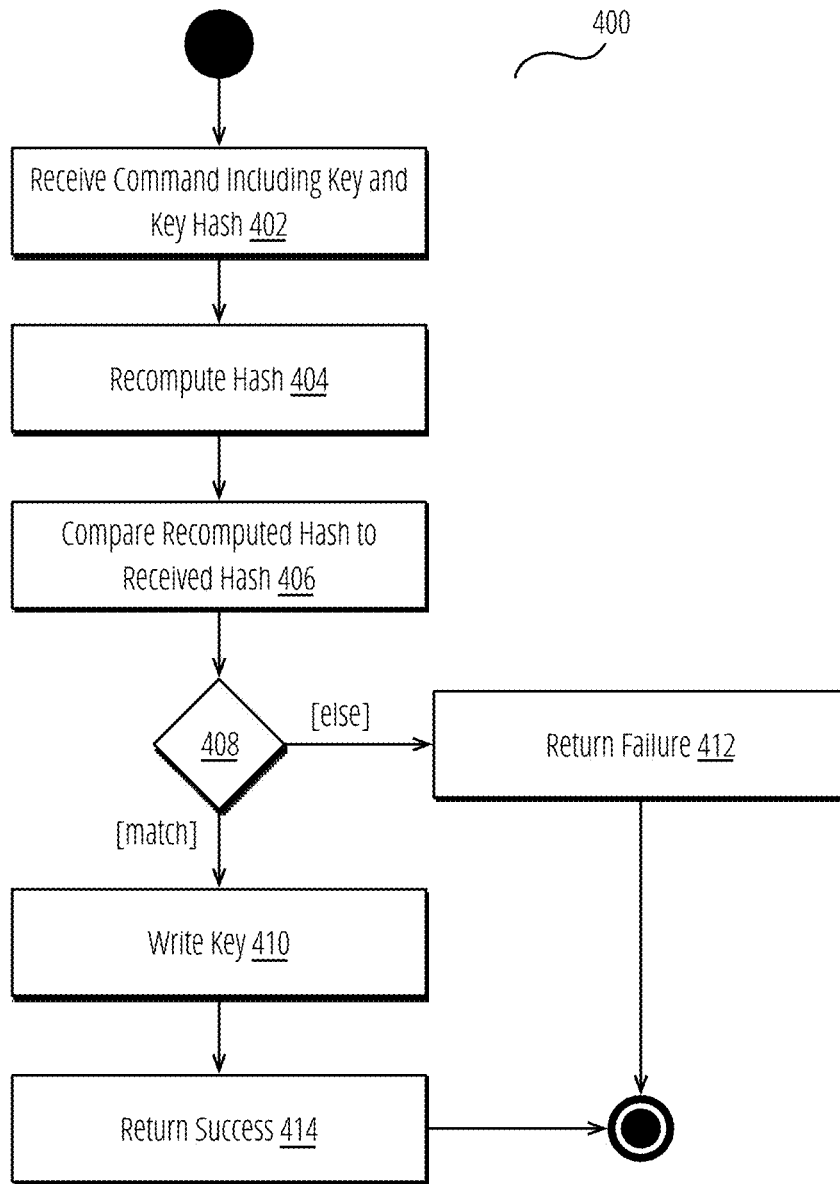 400
Receive Command Including Key and
Key Hash 402
Recompute Hash 404
Compare Recomputed Hash to
Received Hash 406
408
[else]
Return Failure 412
[match]
Write Key 410
Return Success 414